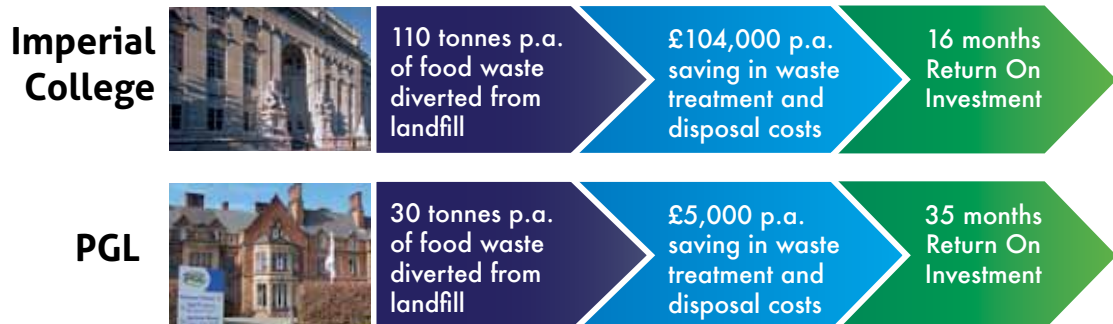 Imperial
College
110 tonnes p.a.
of food waste
diverted from
landfill
£104,000 p.a.
saving in waste
treatment and
disposal costs
16 months
Return On
Investment
PGL
30 tonnes p.a.
of food waste
diverted from
landfill
£5,000 p.a.
saving in waste
treatment and
disposal costs
35 months
Return On
Investment